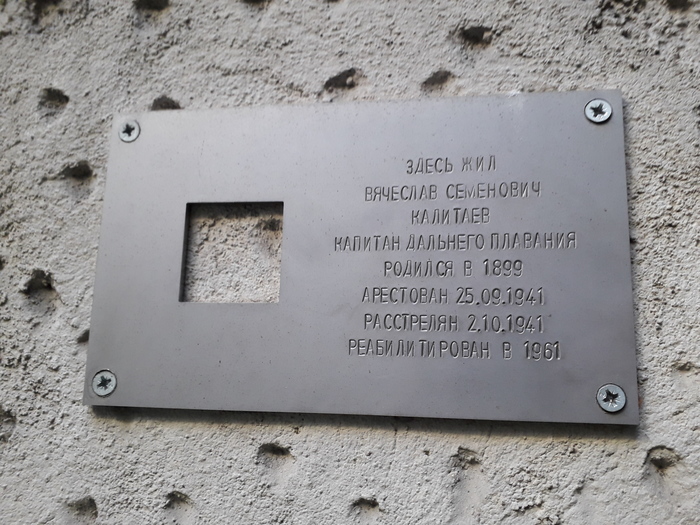 ЗДЕСЬ ЖИЛ
ВЯЧЕСЛАВ СЕМЕНОВИЧ
КАЛИТАЕВ
КАПИТАН ДАЛЬНЕГО ПЛАВАНИЯ
РОДИЛСЯ В 1899
АРЕСТОВАН 25.09.1941
РАССТРЕЛЯН 2.10.1941
РЕАБИЛИТИРОВАН В 1961